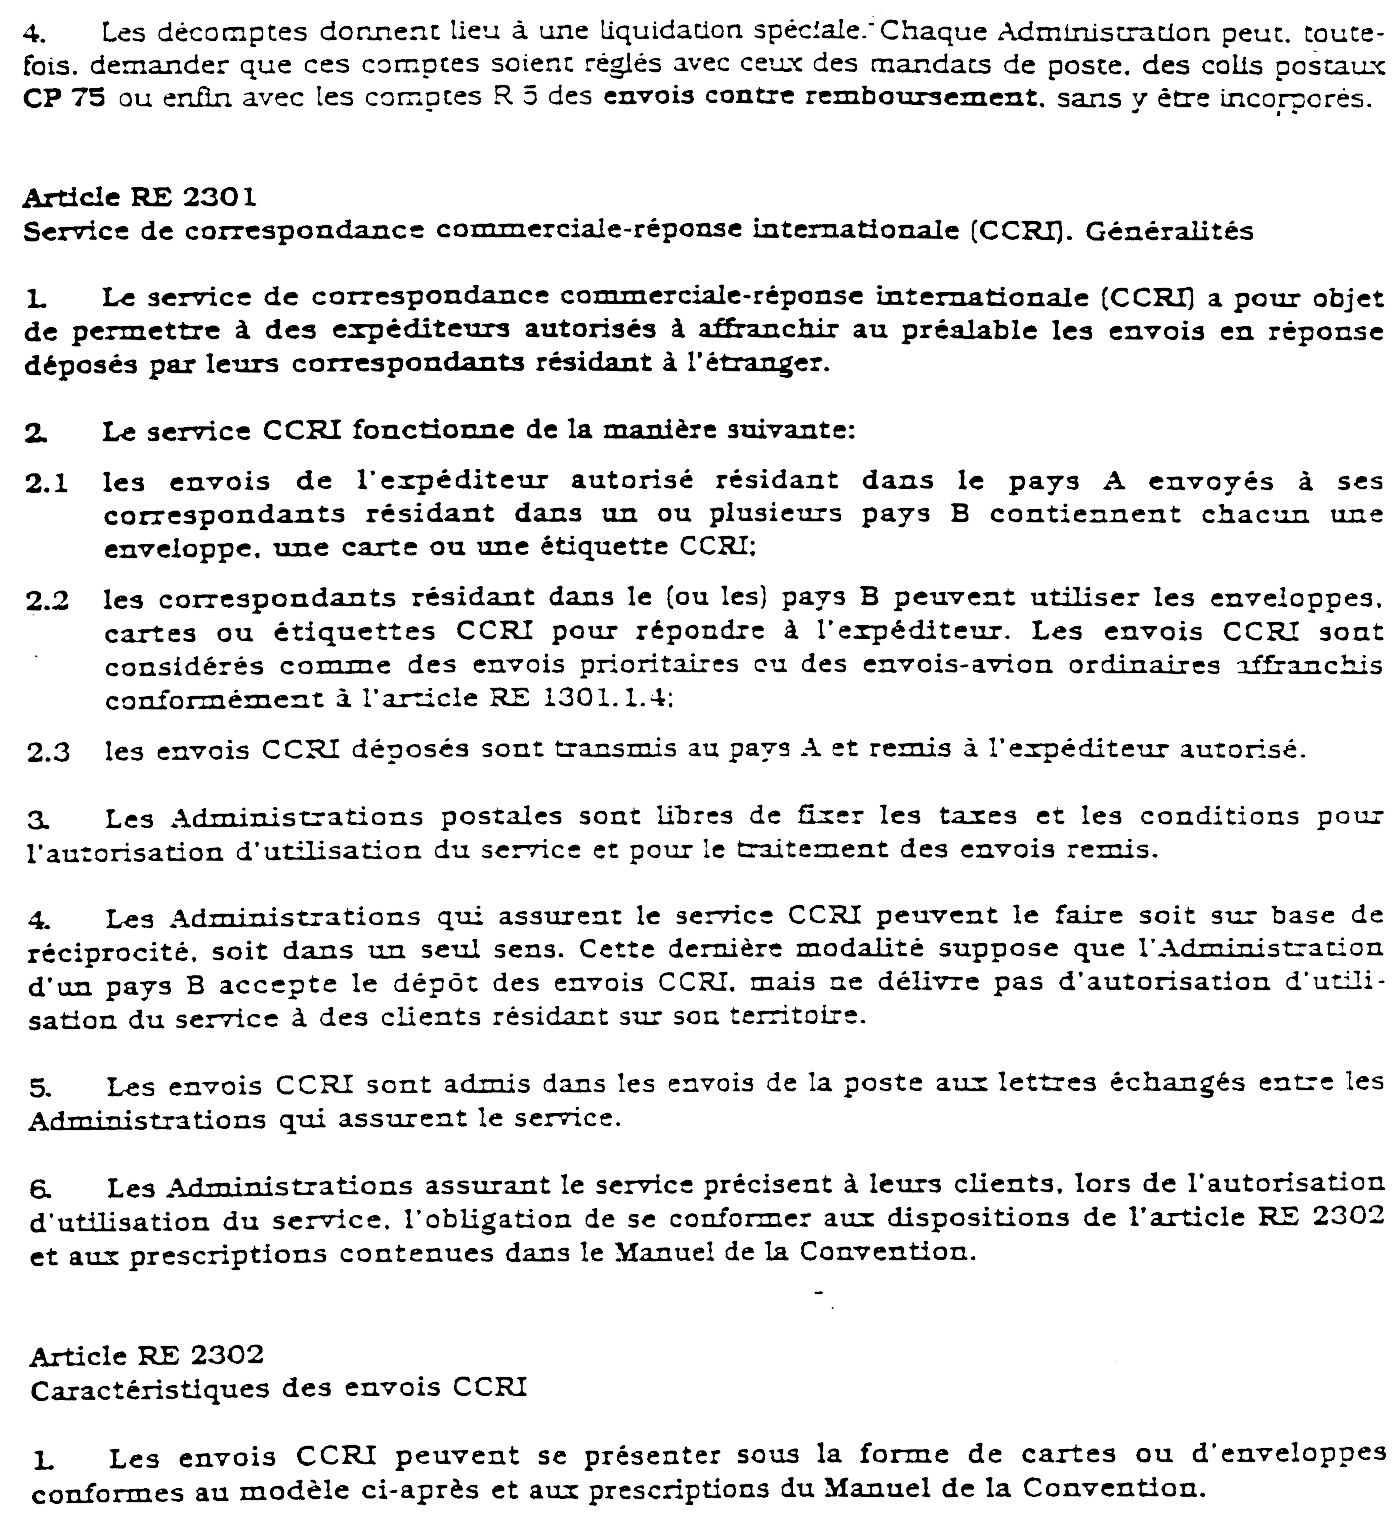 4. Les décomptes donnent lieu à une liquidation spéciale. Chaque Administration peut, toute-
fois, demander que ces comptes soient réglés avec ceux des mandats de poste, des colis postaux
CP 75 ou enfin avec les comptes R 5 des envois contre remboursement, sans y être incorporés.
Article RE 2301
Service de correspondance commerciale-réponse internationale (CCRI). Généralités
1. Le service de correspondance commerciale-réponse internationale (CCRI) a pour objet
de permettre à des expéditeurs autorisés à affranchir au préalable les envois en réponse
déposés par leurs correspondants résidant à l'étranger.
2. Le service CCRI fonctionne de la manière suivante:
2.1 les envois de l'expéditeur autorisé résidant dans le pays A envoyés à ses
correspondants résidant dans un ou plusieurs pays B contiennent chacun une
enveloppe, une carte ou une étiquette CCRI;
2.2 les correspondants résidant dans le (ou les) pays B peuvent utiliser les enveloppes,
cartes ou étiquettes CCRI pour répondre à l'expéditeur. Les envois CCRI sont
considérés comme des envois prioritaires ou des envois-avion ordinaires affranchis
conformément à l'article RE 1301.1.4;
2.3 les envois CCRI déposés sont transmis au pays A et remis à l'expéditeur autorisé.
3. Les Administrations postales sont libres de fixer les taxes et les conditions pour
l'autorisation d'utilisation du service et pour le traitement des envois remis.
4. Les Administrations qui assurent le service CCRI peuvent le faire soit sur base de
réciprocité, soit dans un seul sens. Cette dernière modalité suppose que l'Administration
d'un pays B accepte le dépôt des envois CCRI, mais ne délivre pas d'autorisation d'utili-
sation du service à des clients résidant sur son territoire.
5. Les envois CCRI sont admis dans les envois de la poste aux lettres échangés entre les
Administrations qui assurent le service.
6. Les Administrations assurant le service précisent à leurs clients, lors de l'autorisation
d'utilisation du service, l'obligation de se conformer aux dispositions de l'article RE 2302
et aux prescriptions contenues dans le Manuel de la Convention.
Article RE 2302
Caractéristiques des envois CCRI
1. Les envois CCRI peuvent se présenter sous la forme de cartes ou d'enveloppes
conformes au modèle ci-après et aux prescriptions du Manuel de la Convention.